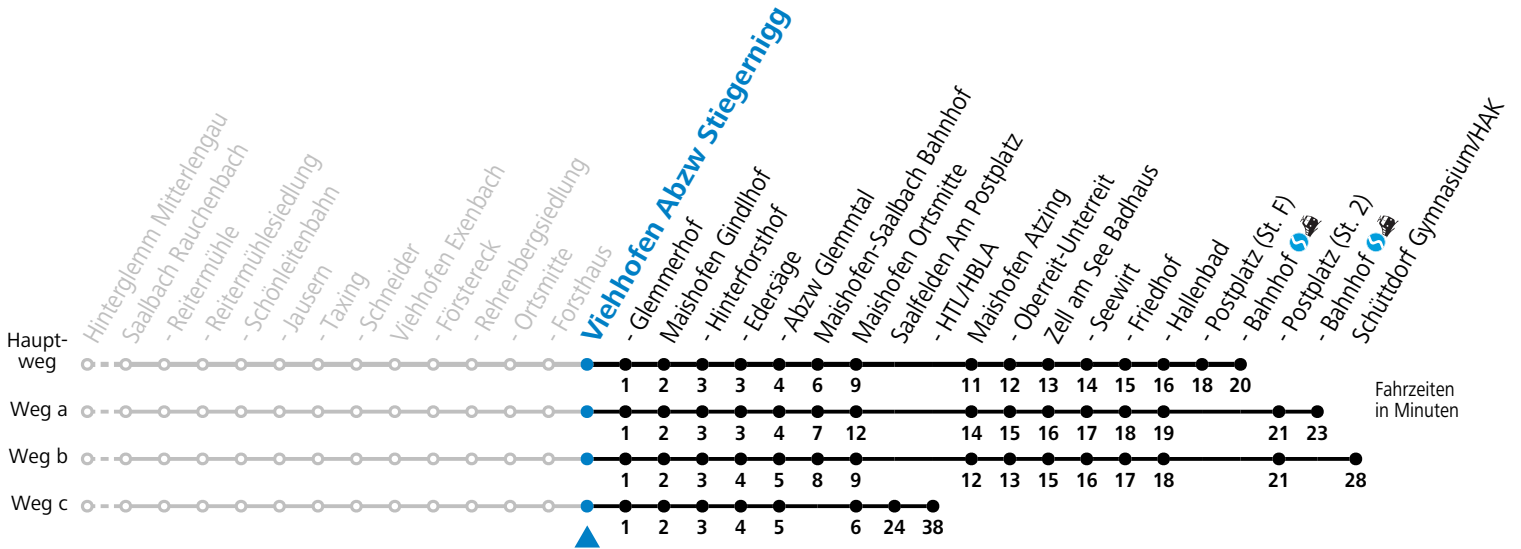 Hinterglemm Mitterlengau
Saalbach Rauchenbach
- Reitermühle
- Reitermühlesiedlung
- Schönleitenbahn
- Jausern
- Taxing
- Schneider
Viehhofen Exenbach
- Förstereck
- Rehrenbergsiedlung
- Ortsmitte
- Forsthaus
Viehhofen Abzw Stiegernigg
- Glemmerhof
Maishofen Gindlhof
- Hinterforsthof
- Edersäge
- Abzw Glemmtal
Maishofen-Saalbach Bahnhof
Maishofen Ortsmitte
Saalfelden Am Postplatz
- HTL/HBLA
Maishofen Atzing
- Oberreit-Unterreit
Zell am See Badhaus
- Seewirt
- Friedhof
- Hallenbad
- Postplatz (St. F)
- Bahnhof
- Postplatz (St. 2)
- Bahnhof
Schüttdorf Gymnasium/HAK
Haupt-
weg
1 2 3 3 4 6 9 11 12 13 14 15 16 18 20
Weg a
1 2 3 3 4 7 12 14 15 16 17 18 19 21 23
Weg b
1 2 3 4 5 8 9 12 13 15 16 17 18 21 28
Weg c
1 2 3 4 5 6 24 38
Fahrzeiten
in Minuten